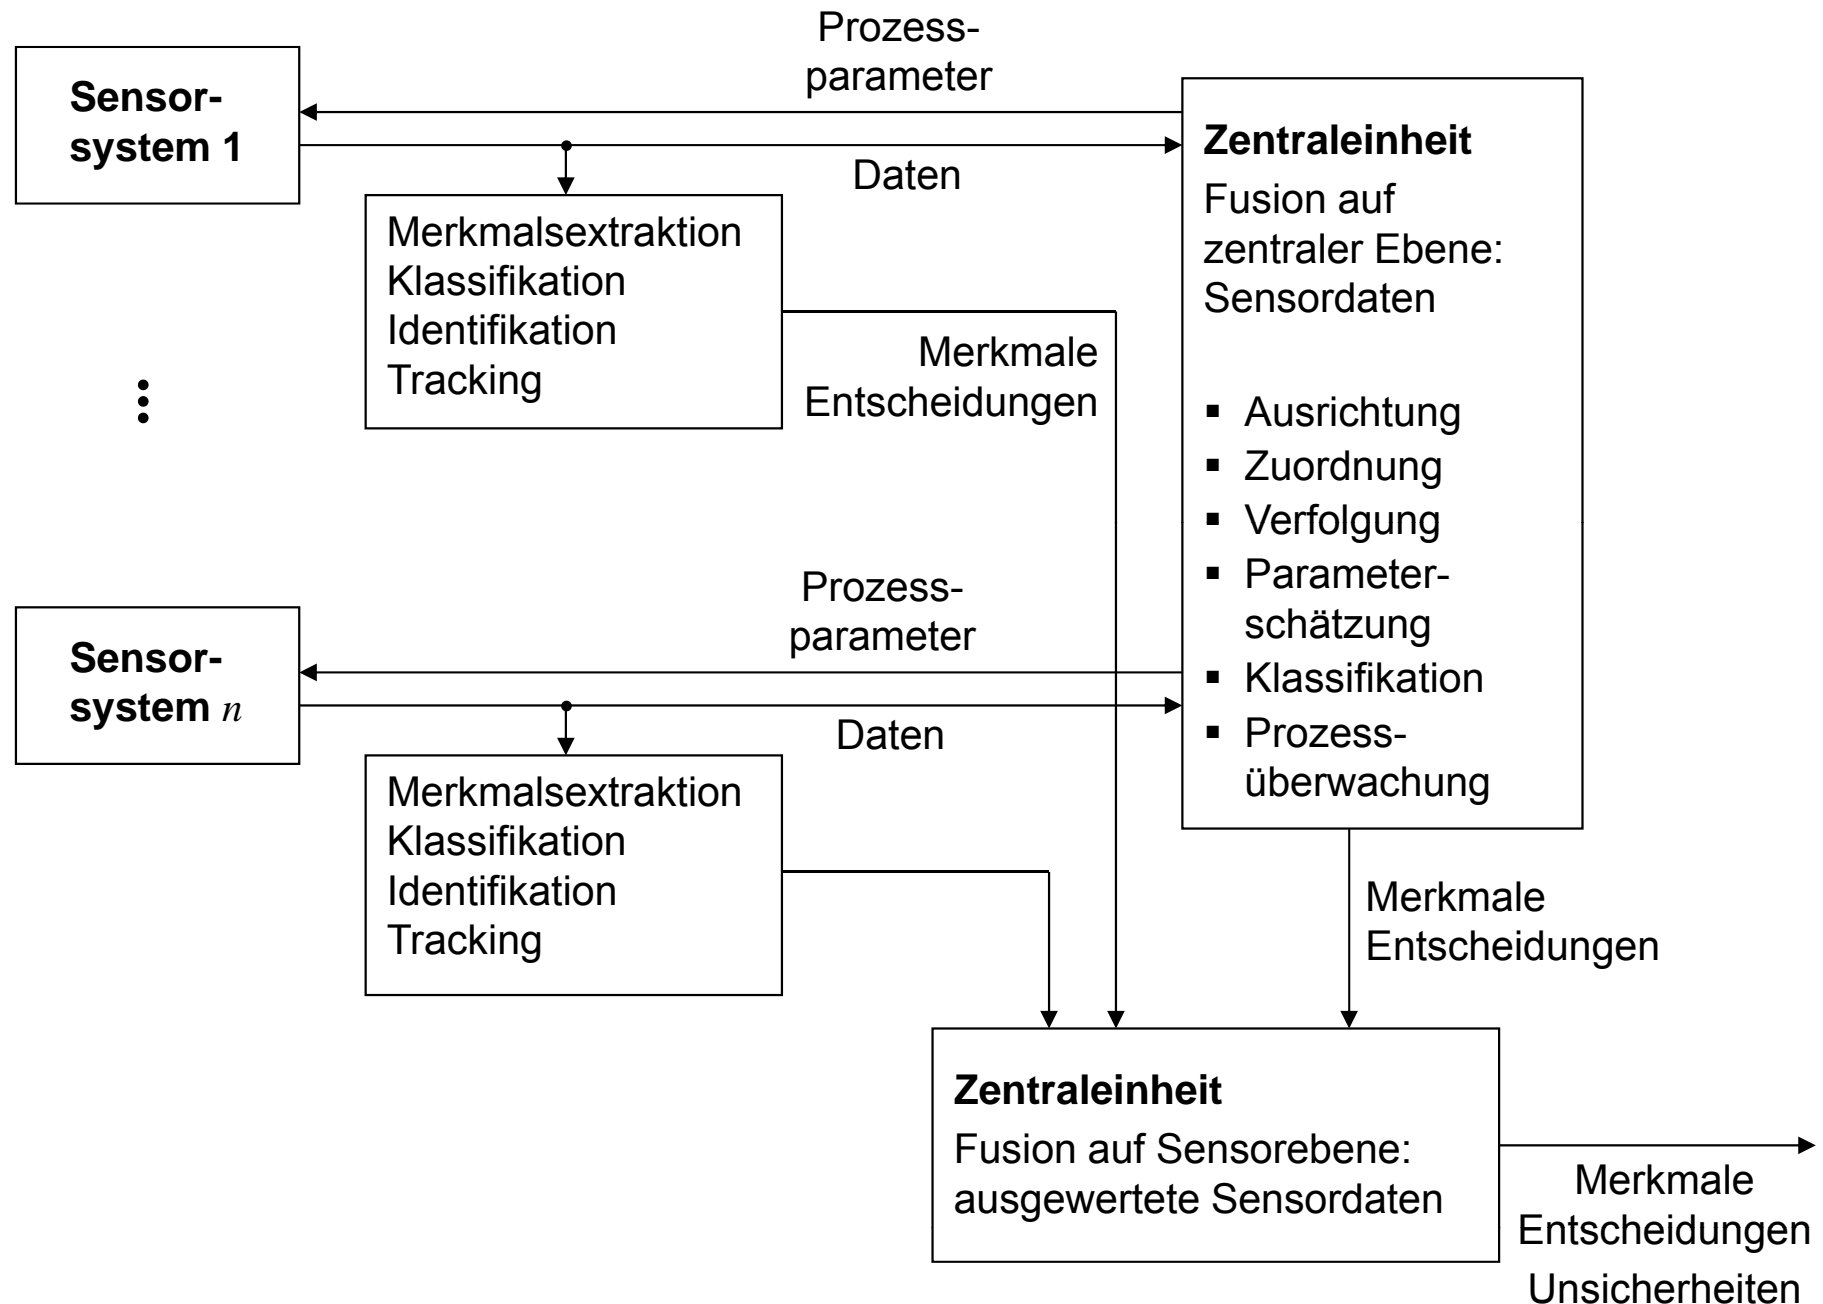 Prozess-
parameter
Sensor-
system 1
Daten
Zentraleinheit
Fusion auf
zentraler Ebene:
Sensordaten
▪ Ausrichtung
▪ Zuordnung
▪ Verfolgung
▪ Parameter-
schätzung
▪ Klassifikation
▪ Prozess-
überwachung
Merkmalsextraktion
Klassifikation
Identifikation
Tracking
Merkmale
Entscheidungen
Prozess-
parameter
Sensor-
system n
Daten
Merkmalsextraktion
Klassifikation
Identifikation
Tracking
Merkmale
Entscheidungen
Zentraleinheit
Fusion auf Sensorebene:
ausgewertete Sensordaten
Merkmale
Entscheidungen
Unsicherheiten